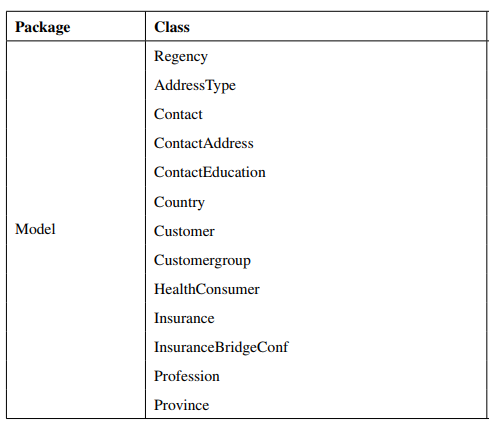 Package Class
Regency
AddressType
Contact
ContactAddress
ContactEducation
Country
Model Customer
Customergroup
HealthConsumer
Insurance
InsuranceBridgeConf
Profession
Province